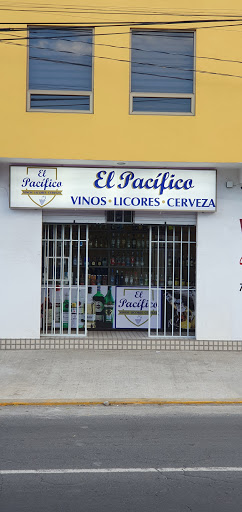 El
Pacífico
El Pacífico
VINOS • LICORES • CERVEZA
El
Pacífico